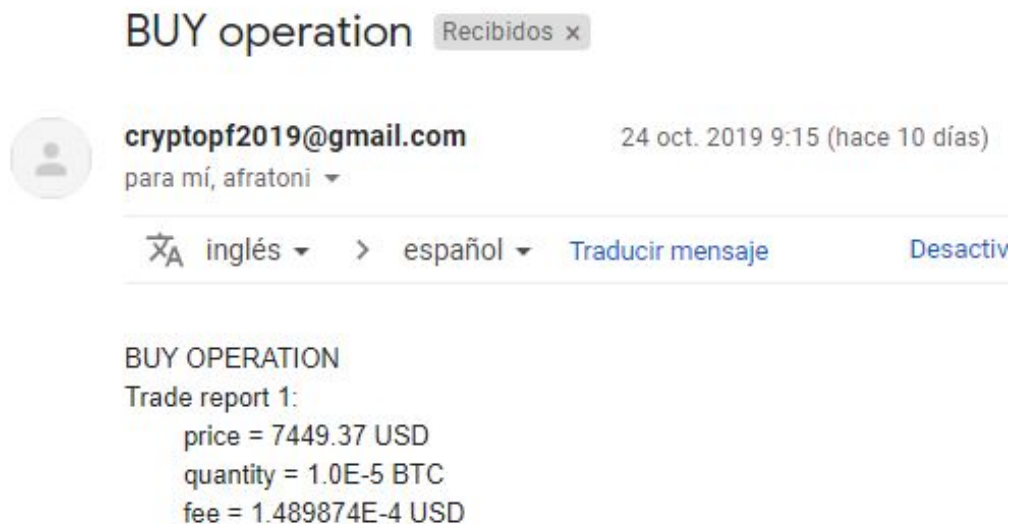 BUY operation Recibidos x
cryptopf2019@gmail.com 24 oct. 2019 9:15 (hace 10 días)
para mí, afratoni
inglés > español Traducir mensaje Desactiv
BUY OPERATION
Trade report 1:
price = 7449.37 USD
quantity = 1.0E-5 BTC
fee = 1.489874E-4 USD